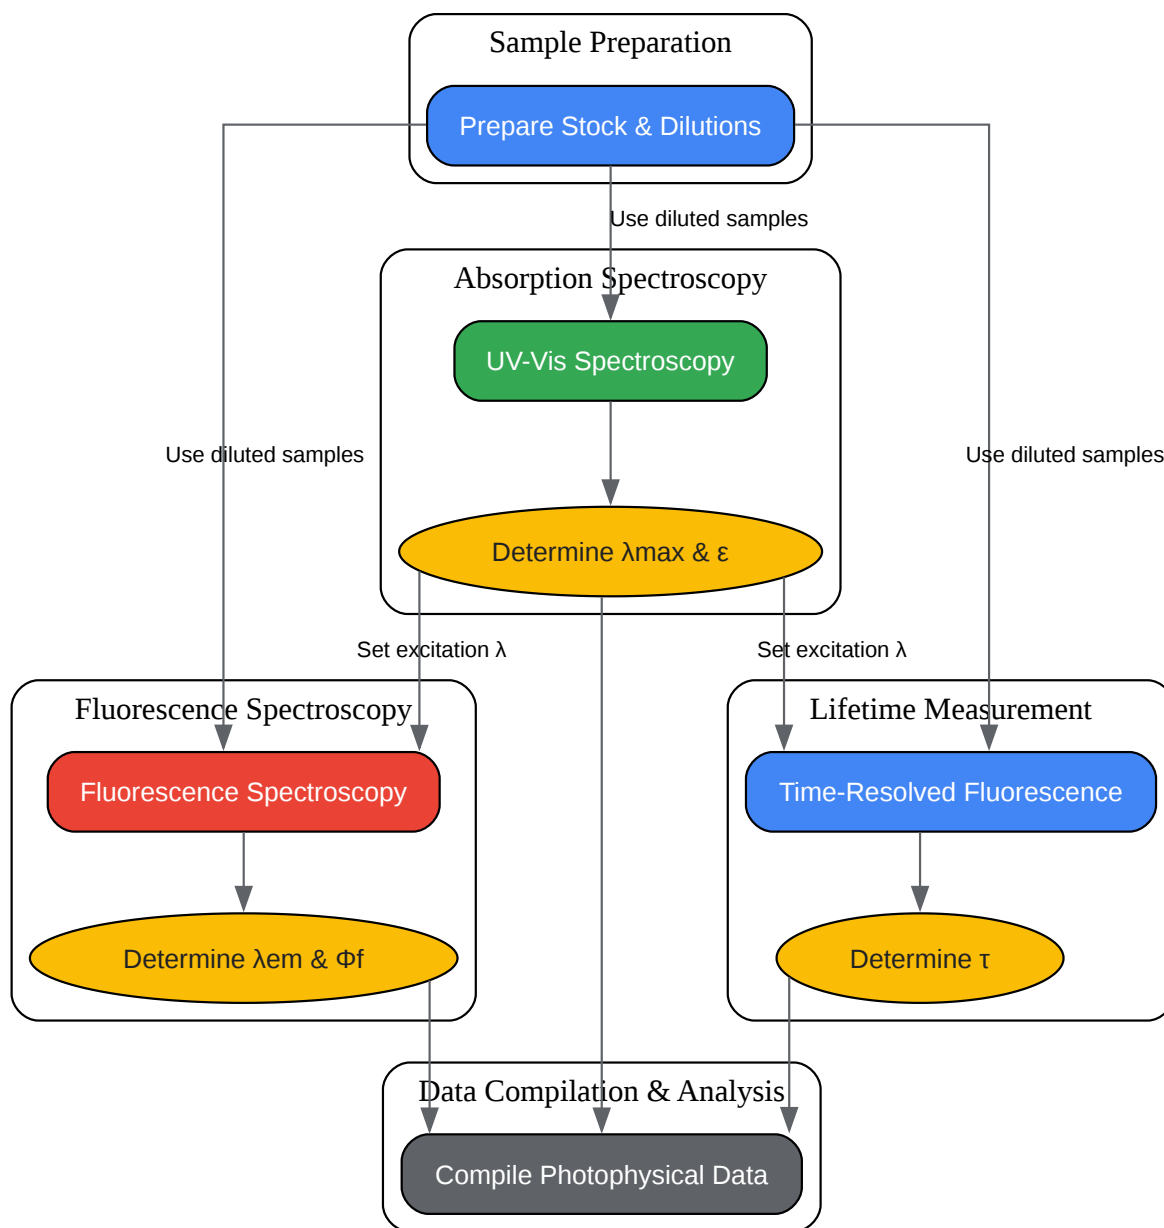 Sample Preparation
Prepare Stock & Dilutions
Use diluted samples
Absorption Spectroscopy
UV-Vis Spectroscopy
Use diluted samples
Use diluted samples
Determine λmax & ε
Set excitation λ
Set excitation λ
Fluorescence Spectroscopy
Lifetime Measurement
Fluorescence Spectroscopy
Time-Resolved Fluorescence
Determine λem & Φf
Determine τ
Data Compilation & Analysis
Compile Photophysical Data